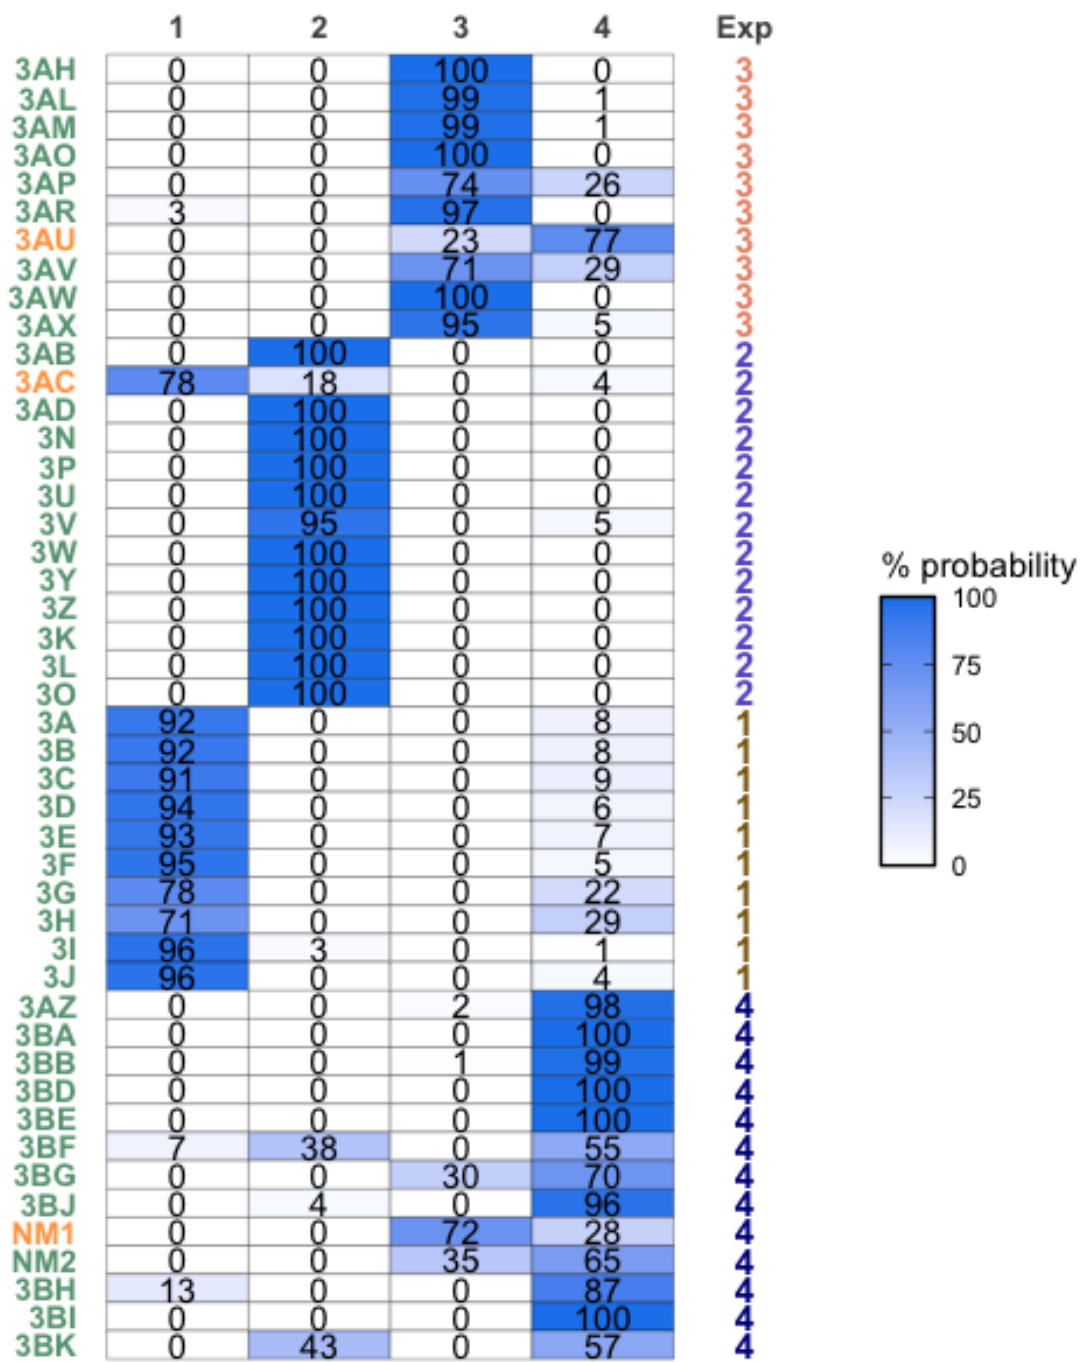 1 2 3 4 Exp
3AH 0 0 100 0 3
3AL 0 0 99 1 3
3AM 0 0 99 1 3
3AO 0 0 100 0 3
3AP 0 0 74 26 3
3AR 3 0 97 0 3
3AU 0 0 23 77 3
3AV 0 0 71 29 3
3AW 0 0 100 0 3
3AX 0 0 95 5 3
3AB 0 100 0 0 2
3AC 78 18 0 4 2
3AD 0 100 0 0 2
3N 0 100 0 0 2
3P 0 100 0 0 2
3U 0 100 0 0 2
3V 0 95 0 5 2
3W 0 100 0 0 2
3Y 0 100 0 0 2
3Z 0 100 0 0 2
3K 0 100 0 0 2
3L 0 100 0 0 2
3O 0 100 0 0 2
3A 92 0 0 8 1
3B 92 0 0 8 1
3C 91 0 0 9 1
3D 94 0 0 6 1
3E 93 0 0 7 1
3F 95 0 0 5 1
3G 78 0 0 22 1
3H 71 0 0 29 1
3I 96 3 0 1 1
3J 96 0 0 4 1
3AZ 0 0 2 98 4
3BA 0 0 0 100 4
3BB 0 0 1 99 4
3BD 0 0 0 100 4
3BE 0 0 0 100 4
3BF 7 38 0 55 4
3BG 0 0 30 70 4
3BJ 0 4 0 96 4
NM1 0 0 72 28 4
NM2 0 0 35 65 4
3BH 13 0 0 87 4
3BI 0 0 0 100 4
3BK 0 43 0 57 4
% probability
100
75
50
25
0